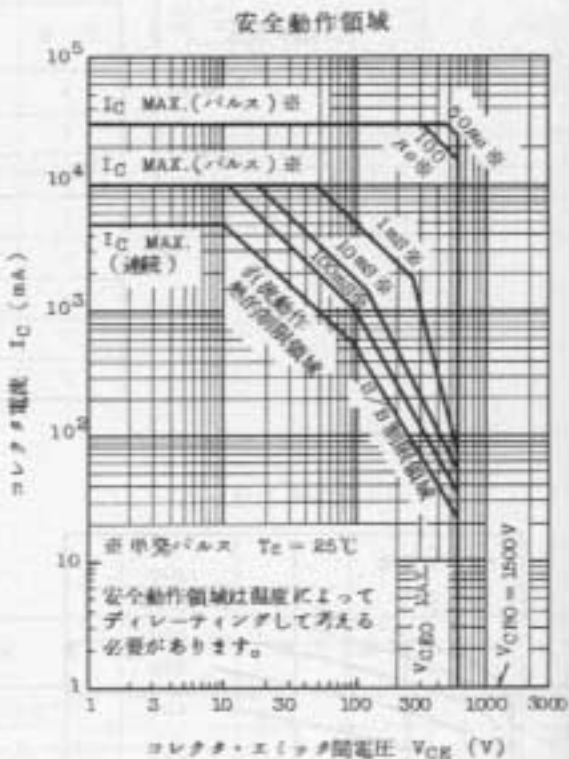 安全動作領域
10⁵
10⁴
10³
10²
10
1
コレクタ電流 I_C (mA)
I_C MAX.(パルス)※
I_C MAX.(パルス)※
I_C MAX.
(連続)
100
μs※
1ms※
10ms※
100ms※
直流動作
熱的制限領域
S/B制限領域
※単発パルス Tc=25℃
安全動作領域は温度によって
ディレーティングして考える
必要があります。
V_CEO MAX.
V_CBO=1500V
1
3
10
30
100
300
1000
3000
コレクタ・エミッタ間電圧 V_CE (V)